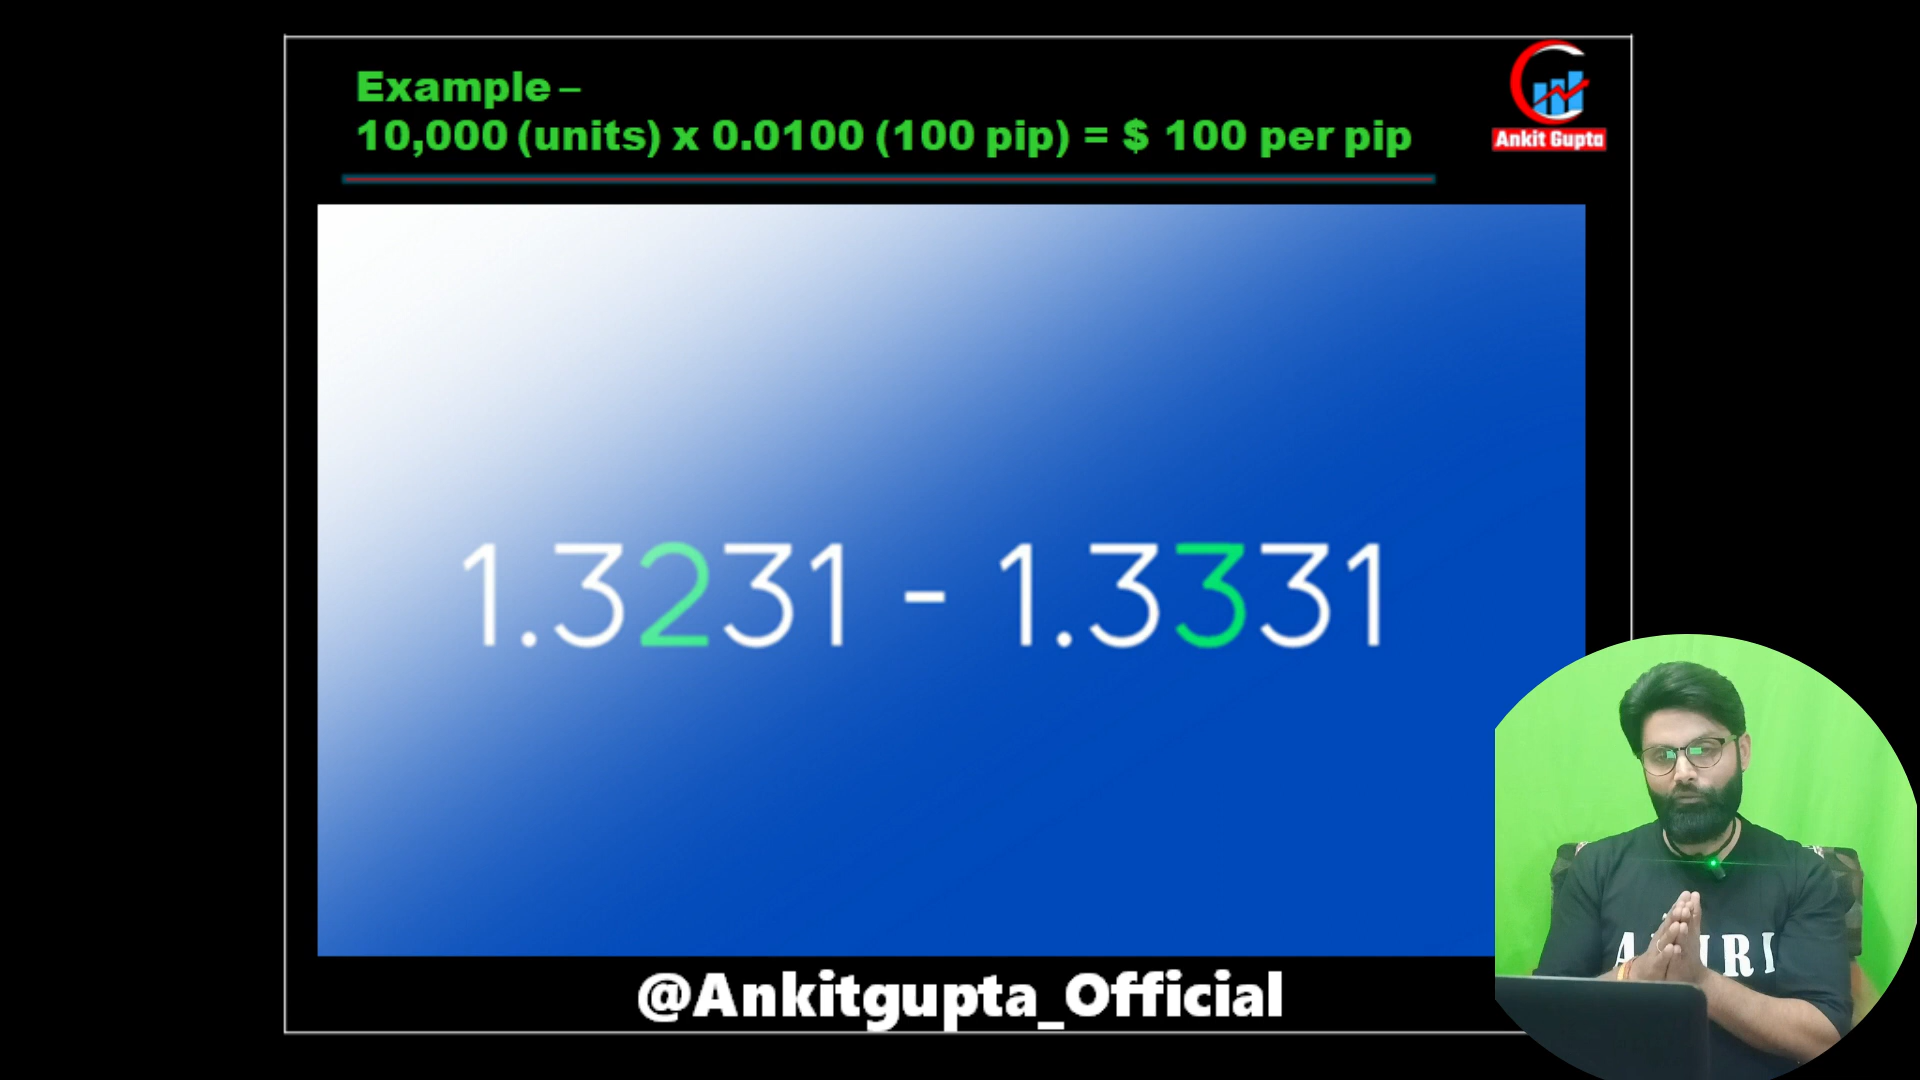 Example –
10,000 (units) x 0.0100 (100 pip) = $ 100 per pip
Ankit Gupta
1.3231 - 1.3331
@Ankitgupta_Official